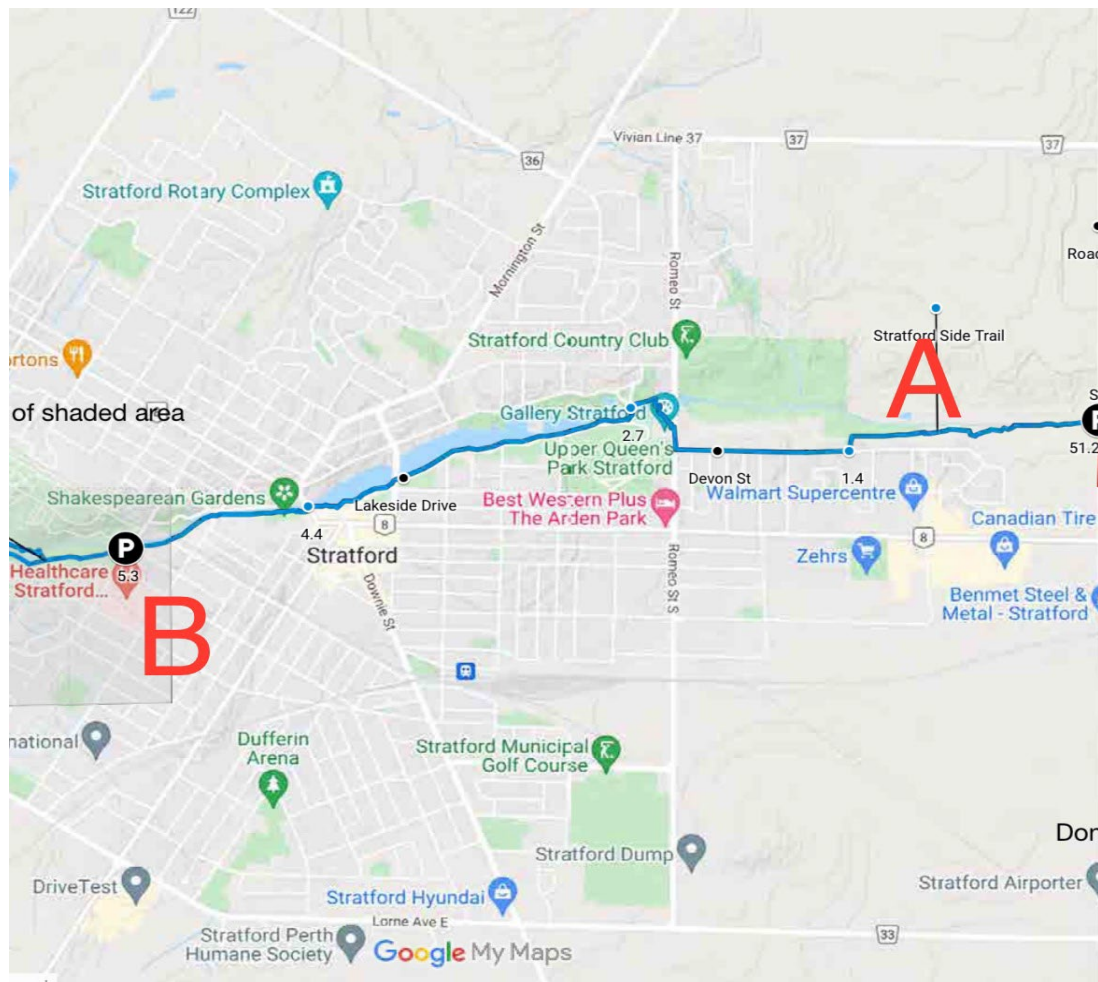 122
Vivian Line 37
37
37
36
Stratford Rotary Complex
Mornington St
Romeo St
Road
Stratford Side Trail
Stratford Country Club
ortons
A
of shaded area
Gallery Stratford
2.7
S
P
51.2
Upper Queen's
Park Stratford
Devon St
1.4
Walmart Supercentre
Shakespearean Gardens
Lakeside Drive
Best Western Plus
The Arden Park
4.4
8
Canadian Tire
8
Stratford
Zehrs
P
5.3
Healthcare
Stratford...
B
Downie St
Romeo St S
Benmet Steel &
Metal - Stratford
national
Dufferin
Arena
Stratford Municipal
Golf Course
Don
Stratford Dump
DriveTest
Stratford Hyundai
Stratford Airporter
Lorne Ave E
33
Stratford Perth
Humane Society
Google My Maps